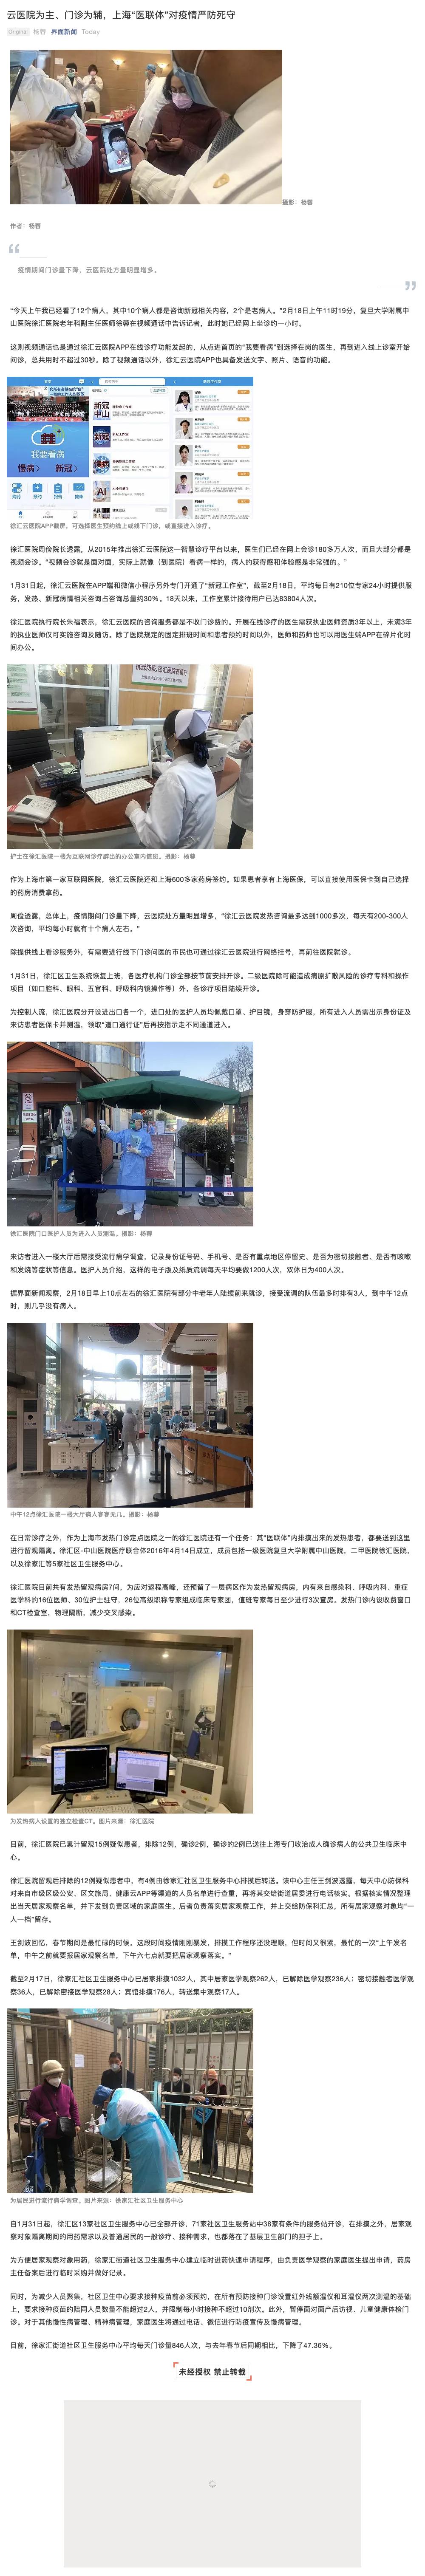 云医院为主、门诊为辅，上海“医联体”对疫情严防死守
Original 杨蓉 界面新闻 Today
摄影：杨蓉
作者：杨蓉
疫情期间门诊量下降，云医院处方量明显增多。
“今天上午我已经看了12个病人，其中10个病人都是咨询新冠相关内容，2个是老病人。”2月18日上午11时19分，复旦大学附属中
山医院徐汇医院老年科副主任医师徐春在视频通话中告诉记者，此时她已经网上坐诊约一小时。
这则视频通话也是通过徐汇云医院APP在线诊疗功能发起的，从点进首页的“我要看病”到选择在岗的医生，再到进入线上诊室开始
问诊，总共用时不超过30秒。除了视频通话以外，徐汇云医院APP也具备发送文字、照片、语音的功能。
我要看病
慢病 新冠
新冠
中山
AI
徐汇云医院APP截屏，可选择医生预约线上或线下门诊，或直接进入诊疗。
徐汇医院周俭院长透露，从2015年推出徐汇云医院这一智慧诊疗平台以来，医生们已经在网上会诊180多万人次，而且大部分都是
视频会诊。“视频会诊就是面对面，实际上就像（到医院）看病一样的，病人的获得感和体验感是非常强的。”
1月31日起，徐汇云医院在APP端和微信小程序另外专门开通了“新冠工作室”，截至2月18日，平均每日有210位专家24小时提供服
务，发热、新冠病情相关咨询占咨询总量约30%。18天以来，工作室累计接待用户已达83804人次。
徐汇医院执行院长朱福表示，徐汇云医院的咨询服务都是不收门诊费的。开展在线诊疗的医生需获执业医师资质3年以上，未满3年
的执业医师仅可实施咨询及随访。除了医院规定的固定排班时间和患者预约时间以外，医师和药师也可以用医生端APP在碎片化时
间办公。
护士在徐汇医院一楼为互联网诊疗辟出的办公室内值班。摄影：杨蓉
作为上海市第一家互联网医院，徐汇云医院还和上海600多家药房签约。如果患者享有上海医保，可以直接使用医保卡到自己选择
的药房消费拿药。
周俭透露，总体上，疫情期间门诊量下降，云医院处方量明显增多，“徐汇云医院发热咨询最多达到1000多次，每天有200-300人
次咨询，平均每小时就有十个病人左右。”
除提供线上看诊服务外，有需要进行线下门诊问医的市民也可通过徐汇云医院进行网络挂号，再前往医院就诊。
1月31日，徐汇区卫生系统恢复上班，各医疗机构门诊全部按节前安排开诊。二级医院除可能造成病原扩散风险的诊疗专科和操作
项目（如口腔科、眼科、五官科、呼吸科内镜操作等）外，各诊疗项目陆续开诊。
为控制人流，徐汇医院分开设进出口各一个，进口处的医护人员均佩戴口罩、护目镜，身穿防护服，所有进入人员需出示身份证及
来访患者医保卡并测温，领取“道口通行证”后再按指示走不同通道进入。
徐汇医院门口医护人员为进入人员测温。摄影：杨蓉
来访者进入一楼大厅后需接受流行病学调查，记录身份证号码、手机号、是否有重点地区停留史、是否为密切接触者、是否有咳嗽
和发烧等症状等信息。医护人员介绍，这样的电子版及纸质流调每天平均要做1200人次，双休日为400人次。
据界面新闻观察，2月18日早上10点左右的徐汇医院有部分中老年人陆续前来就诊，接受流调的队伍最多时排有3人，到中午12点
时，则几乎没有病人。
中午12点徐汇医院一楼大厅病人寥寥无几。摄影：杨蓉
在日常诊疗之外，作为上海市发热门诊定点医院之一的徐汇医院还有一个任务：其“医联体”内排摸出来的发热患者，都要送到这里
进行留观隔离。徐汇区-中山医院医疗联合体2016年4月14日成立，成员包括一级医院复旦大学附属中山医院，二甲医院徐汇医院，
以及徐家汇等5家社区卫生服务中心。
徐汇医院目前共有发热留观病房7间，为应对返程高峰，还预留了一层病区作为发热留观病房，内有来自感染科、呼吸内科、重症
医学科的16位医师、30位护士驻守，26位高级职称专家组成临床专家团，值班专家每日至少进行3次查房。发热门诊内设收费窗口
和CT检查室，物理隔断，减少交叉感染。
为发热病人设置的独立检查CT。图片来源：徐汇医院
目前，徐汇医院已累计留观15例疑似患者，排除12例，确诊2例，确诊的2例已送往上海专门收治成人确诊病人的公共卫生临床中
心。
徐汇医院留观后排除的12例疑似患者中，有4例由徐家汇社区卫生服务中心排摸后转送。该中心主任王剑波透露，每天中心防保科
对来自市级区级公安、区文旅局、健康云APP等渠道的人员名单进行查重，再将其交给街道居委进行电话核实。根据核实情况整理
出当天居家观察名单，并下发到负责区域的家庭医生。后者负责落实居家观察工作，并上交给防保科汇总，所有居家观察对象均“一
人一档”留存。
王剑波回忆，春节期间是最忙碌的时候。这段时间疫情刚刚暴发，排摸工作程序还没理顺，但时间又很紧，最忙的一次“上午发名
单，中午之前就要报居家观察名单，下午六七点就要把居家观察落实。”
截至2月17日，徐家汇社区卫生服务中心已居家排摸1032人，其中居家医学观察262人，已解除医学观察236人；密切接触者医学观
察36人，已解除密接医学观察28人；宾馆排摸176人，转送集中观察17人。
为居民进行流行病学调查。图片来源：徐家汇社区卫生服务中心
自1月31日起，徐汇区13家社区卫生服务中心已全部开诊，71家社区卫生服务站中38家有条件的服务站开诊，在排摸之外，居家观
察对象隔离期间的用药需求以及普通居民的一般诊疗、接种需求，也都落在了基层卫生部门的担子上。
为方便居家观察对象用药，徐家汇街道社区卫生服务中心建立临时进药快速申请程序，由负责医学观察的家庭医生提出申请，药房
主任备案后进行临时采购并做好记录。
同时，为减少人员聚集，社区卫生中心要求接种疫苗前必须预约，在所有预防接种门诊设置红外线额温仪和耳温仪两次测温的基础
上，要求接种疫苗的陪同人员数量不能超过2人，并限制每小时接种不超过10剂次。此外，暂停面对面产后访视、儿童健康体检门
诊。对于其他慢性病管理、精神病管理，家庭医生将通过电话、微信进行防疫宣传及慢病管理。
目前，徐家汇街道社区卫生服务中心平均每天门诊量846人次，与去年春节后同期相比，下降了47.36%。
未经授权 禁止转载